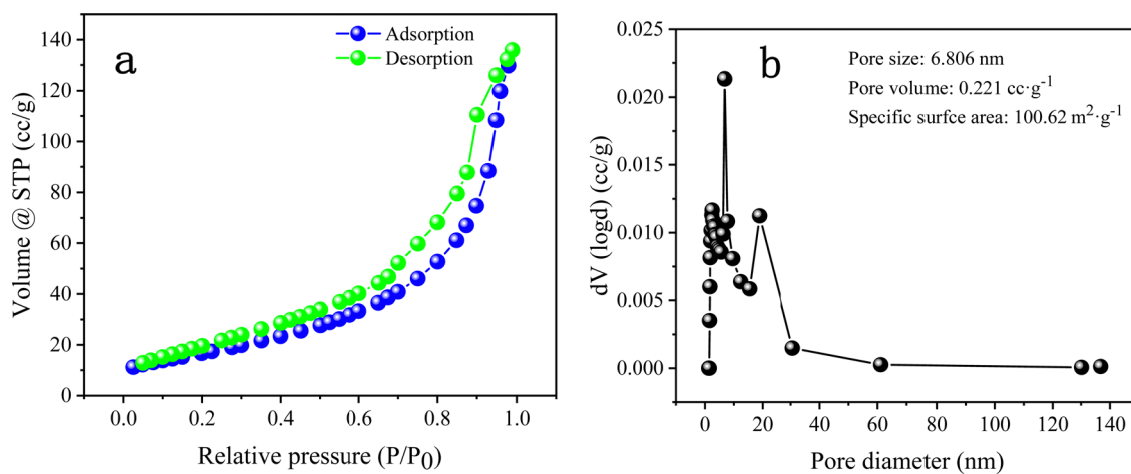 a
Adsorption
Desorption
Volume @ STP (cc/g)
140
120
100
80
60
40
20
0
0.0 0.2 0.4 0.6 0.8 1.0
Relative pressure (P/P0)
b
Pore size: 6.806 nm
Pore volume: 0.221 cc·g-1
Specific surfce area: 100.62 m2·g-1
dV (logd) (cc/g)
0.025
0.020
0.015
0.010
0.005
0.000
0 20 40 60 80 100 120 140
Pore diameter (nm)